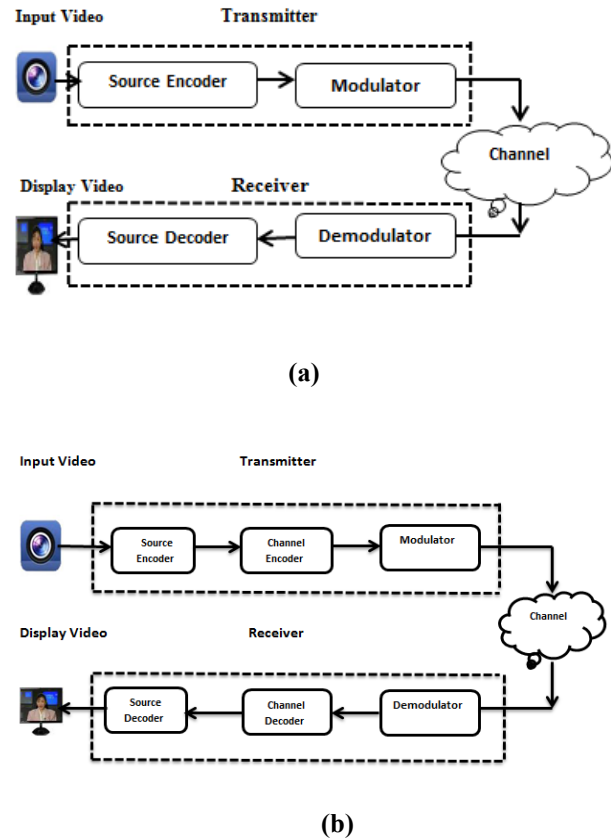 Input Video
Transmitter
Source Encoder
Modulator
Channel
Display Video
Receiver
Source Decoder
Demodulator
(a)
Input Video
Transmitter
Source
Encoder
Channel
Encoder
Modulator
Channel
Display Video
Receiver
Source
Decoder
Channel
Decoder
Demodulator
(b)